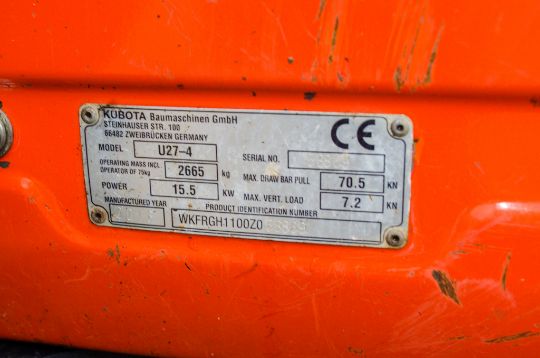 KUBOTA Baumaschinen GmbH
STEINHAUSER STR. 100
66482 ZWEIBRÜCKEN GERMANY
CE
MODEL U27-4
SERIAL NO.
OPERATING MASS INCL. OPERATOR OF 75kg 2665 kg
MAX. DRAW BAR PULL 70.5 KN
POWER 15.5 KW
MAX. VERT. LOAD 7.2 KN
MANUFACTURED YEAR
PRODUCT IDENTIFICATION NUMBER
WKFRGH1100Z0